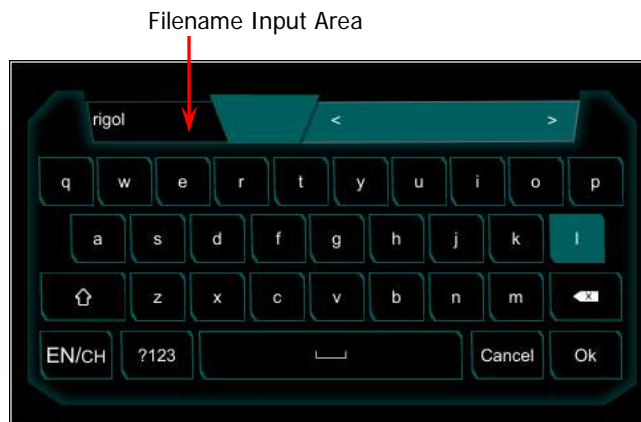 Filename Input Area
rigol < >
q w e r t y u i o p
a s d f g h j k l
z x c v b n m x
EN/CH ?123 Cancel Ok